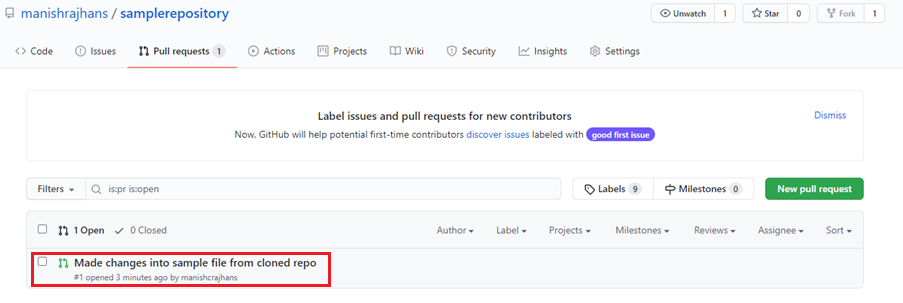 manishrajhans / samplerepository
Unwatch 1
Star 0
Fork 1
Code Issues Pull requests 1 Actions Projects Wiki Security Insights Settings
Label issues and pull requests for new contributors
Dismiss
Now, GitHub will help potential first-time contributors discover issues labeled with good first issue
Filters is:pr is:open Labels 9 Milestones 0 New pull request
1 Open 0 Closed Author Label Projects Milestones Reviews Assignee Sort
Made changes into sample file from cloned repo
#1 opened 3 minutes ago by manishcrajhans